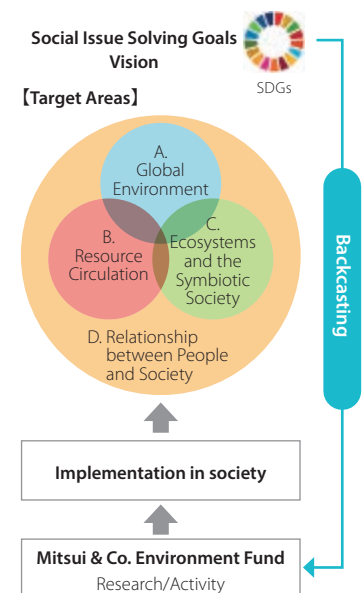 Social Issue Solving Goals
Vision
SDGs
【Target Areas】
A.
Global
Environment
B.
Resource
Circulation
C.
Ecosystems
and the
Symbiotic
Society
D. Relationship
between People
and Society
Backcasting
Implementation in society
Mitsui & Co. Environment Fund
Research/Activity